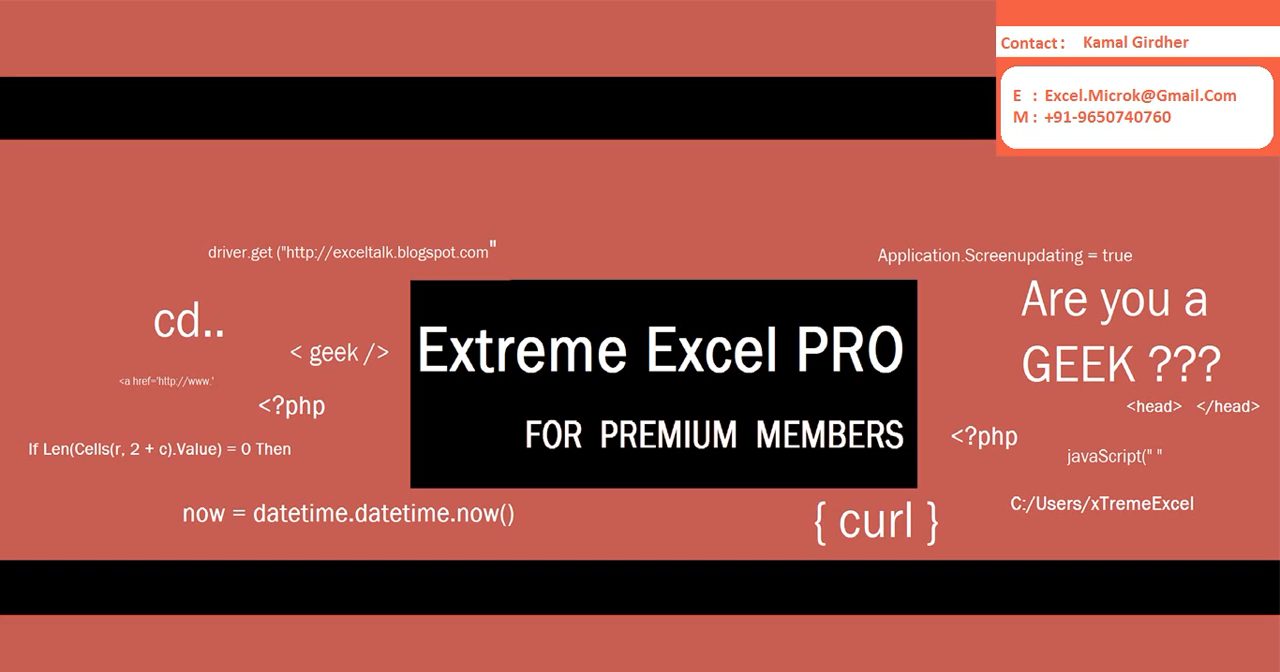 Contact : Kamal Girdher
E : Excel.Microk@Gmail.Com
M : +91-9650740760
driver.get ("http://exceltalk.blogspot.com"
Application.Screenupdating = true
cd..
< geek />
<a href='http://www.'
<?php
If Len(Cells(r, 2 + c).Value) = 0 Then
now = datetime.datetime.now()
Extreme Excel PRO
FOR PREMIUM MEMBERS
Are you a
GEEK ???
<head> </head>
<?php
javaScript(" "
C:/Users/xTremeExcel
{ curl }